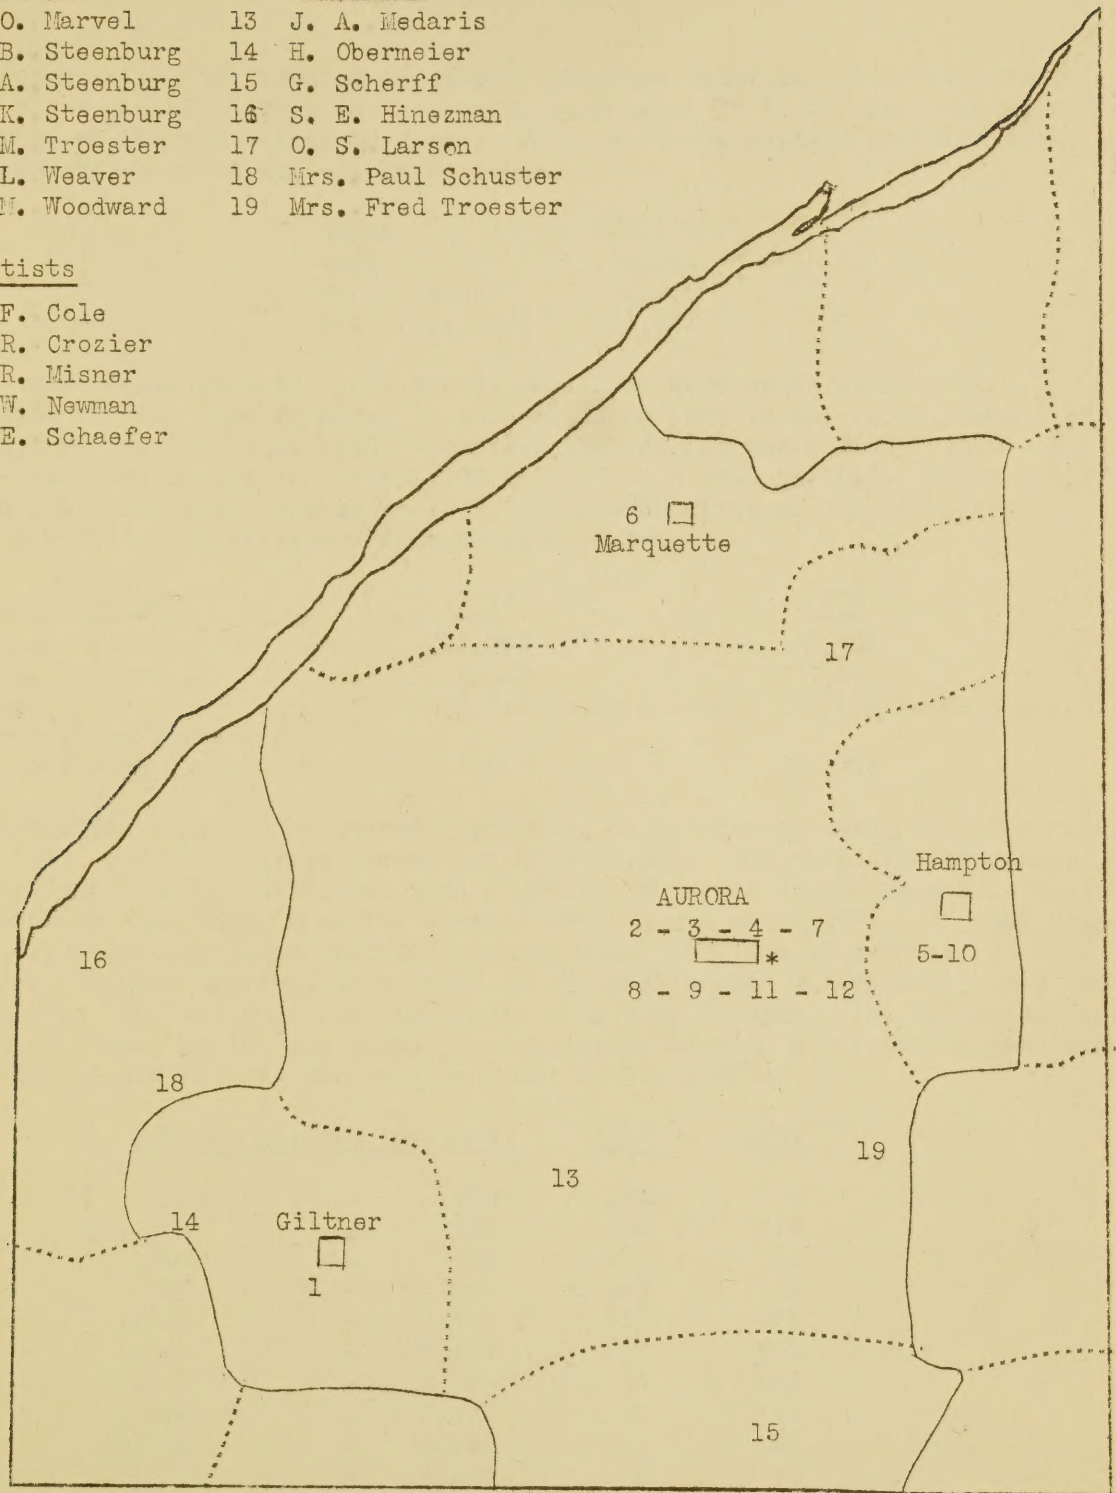 O. Marvel
B. Steenburg
A. Steenburg
K. Steenburg
M. Troester
L. Weaver
M. Woodward
tists
F. Cole
R. Crozier
R. Misner
W. Newman
E. Schaefer
13 J. A. Medaris
14 H. Obermeier
15 G. Scherff
16 S. E. Hinezman
17 O. S. Larson
18 Mrs. Paul Schuster
19 Mrs. Fred Troester
6
Marquette
17
Hampton
5-10
AURORA
2 - 3 - 4 - 7
*
8 - 9 - 11 - 12
16
18
19
13
14
Giltner
1
15